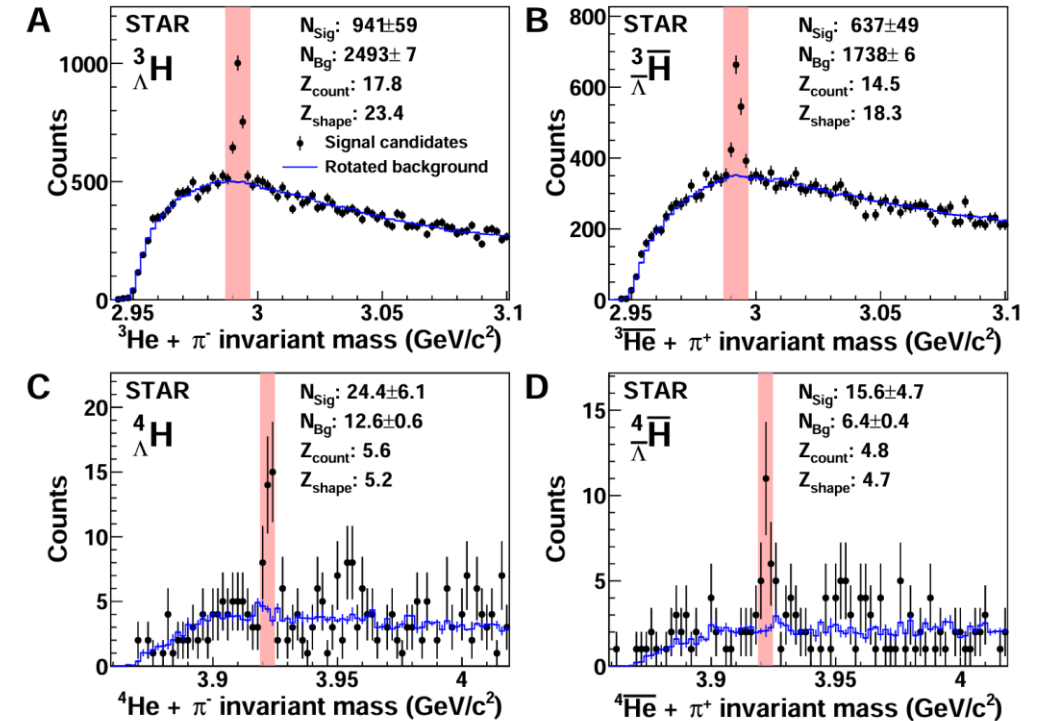 A
STAR
³ΛH
N_Sig: 941±59
N_Bg: 2493± 7
Z_count: 17.8
Z_shape: 23.4
Signal candidates
Rotated background
Counts
1000
500
0
2.95 3 3.05 3.1
³He + π⁻ invariant mass (GeV/c²)
B
STAR
³Λ̅H̅
N_Sig: 637±49
N_Bg: 1738± 6
Z_count: 14.5
Z_shape: 18.3
Counts
800
600
400
200
0
2.95 3 3.05 3.1
³H̅e̅ + π⁺ invariant mass (GeV/c²)
C
STAR
⁴ΛH
N_Sig: 24.4±6.1
N_Bg: 12.6±0.6
Z_count: 5.6
Z_shape: 5.2
Counts
20
15
10
5
0
3.9 3.95 4
⁴He + π⁻ invariant mass (GeV/c²)
D
STAR
⁴Λ̅H̅
N_Sig: 15.6±4.7
N_Bg: 6.4±0.4
Z_count: 4.8
Z_shape: 4.7
Counts
15
10
5
0
3.9 3.95 4
⁴H̅e̅ + π⁺ invariant mass (GeV/c²)